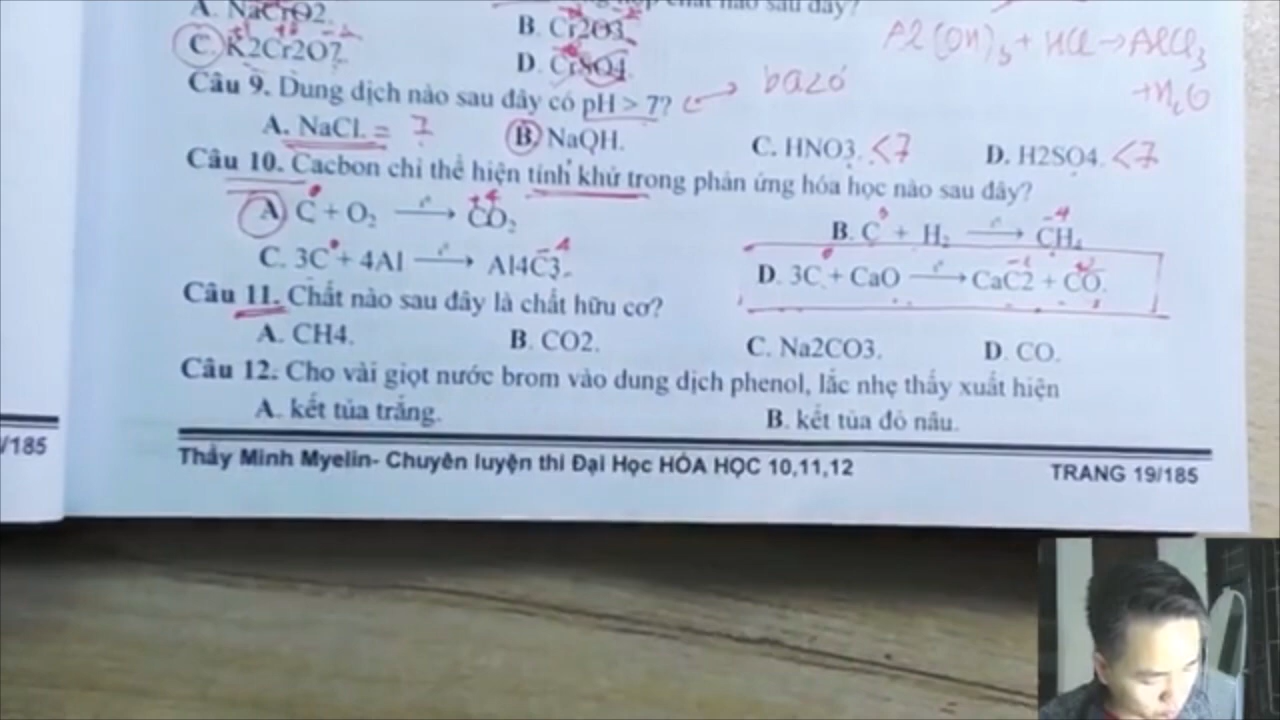 A. NaCrO2. B. Cr2O3.
C. K2Cr2O7. D. CrSO4.
Al(OH)3 + HCl → AlCl3
+ H2O
Câu 9. Dung dịch nào sau đây có pH > 7? bazơ
A. NaCl. = 7 B. NaOH. C. HNO3. <7 D. H2SO4. <7
Câu 10. Cacbon chỉ thể hiện tính khử trong phản ứng hóa học nào sau đây?
A. C + O2 t° → CO2 B. C + H2 t° → CH4
C. 3C + 4Al t° → Al4C3. D. 3C + CaO t° → CaC2 + CO.
Câu 11. Chất nào sau đây là chất hữu cơ?
A. CH4. B. CO2. C. Na2CO3. D. CO.
Câu 12. Cho vài giọt nước brom vào dung dịch phenol, lắc nhẹ thấy xuất hiện
A. kết tủa trắng. B. kết tủa đỏ nâu.
/185
Thầy Minh Myelin- Chuyên luyện thi Đại Học HÓA HỌC 10,11,12 TRANG 19/185